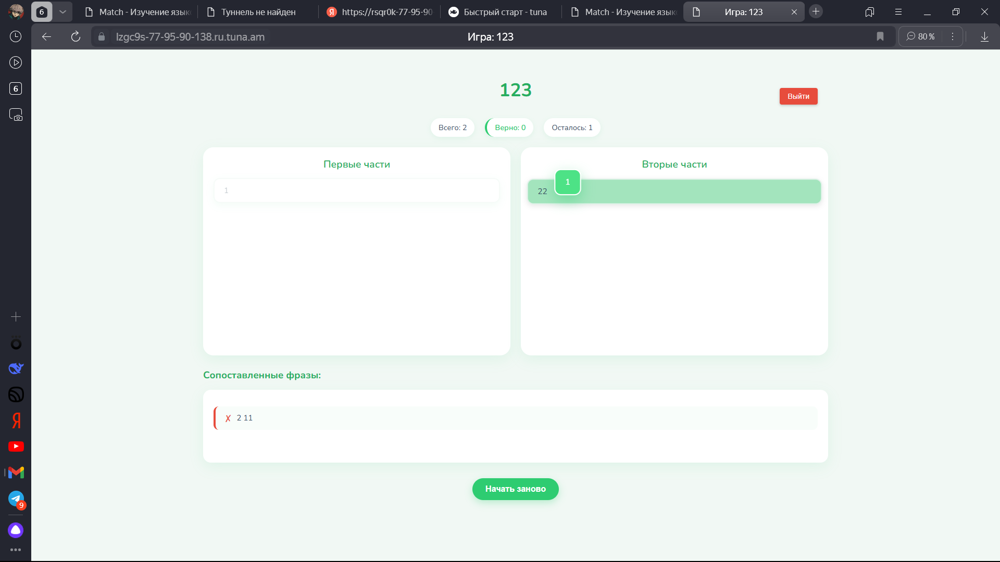 6
Match - Изучение язык
Туннель не найден
Я https://rsqr0k-77-95-90
Быстрый старт - tuna
Match - Изучение язык
Игра: 123
lzgc9s-77-95-90-138.ru.tuna.am
Игра: 123
80 %
6
123
Выйти
Всего: 2
Верно: 0
Осталось: 1
Первые части
1
Вторые части
22
1
Сопоставленные фразы:
✗ 2 11
Начать заново
Я
9